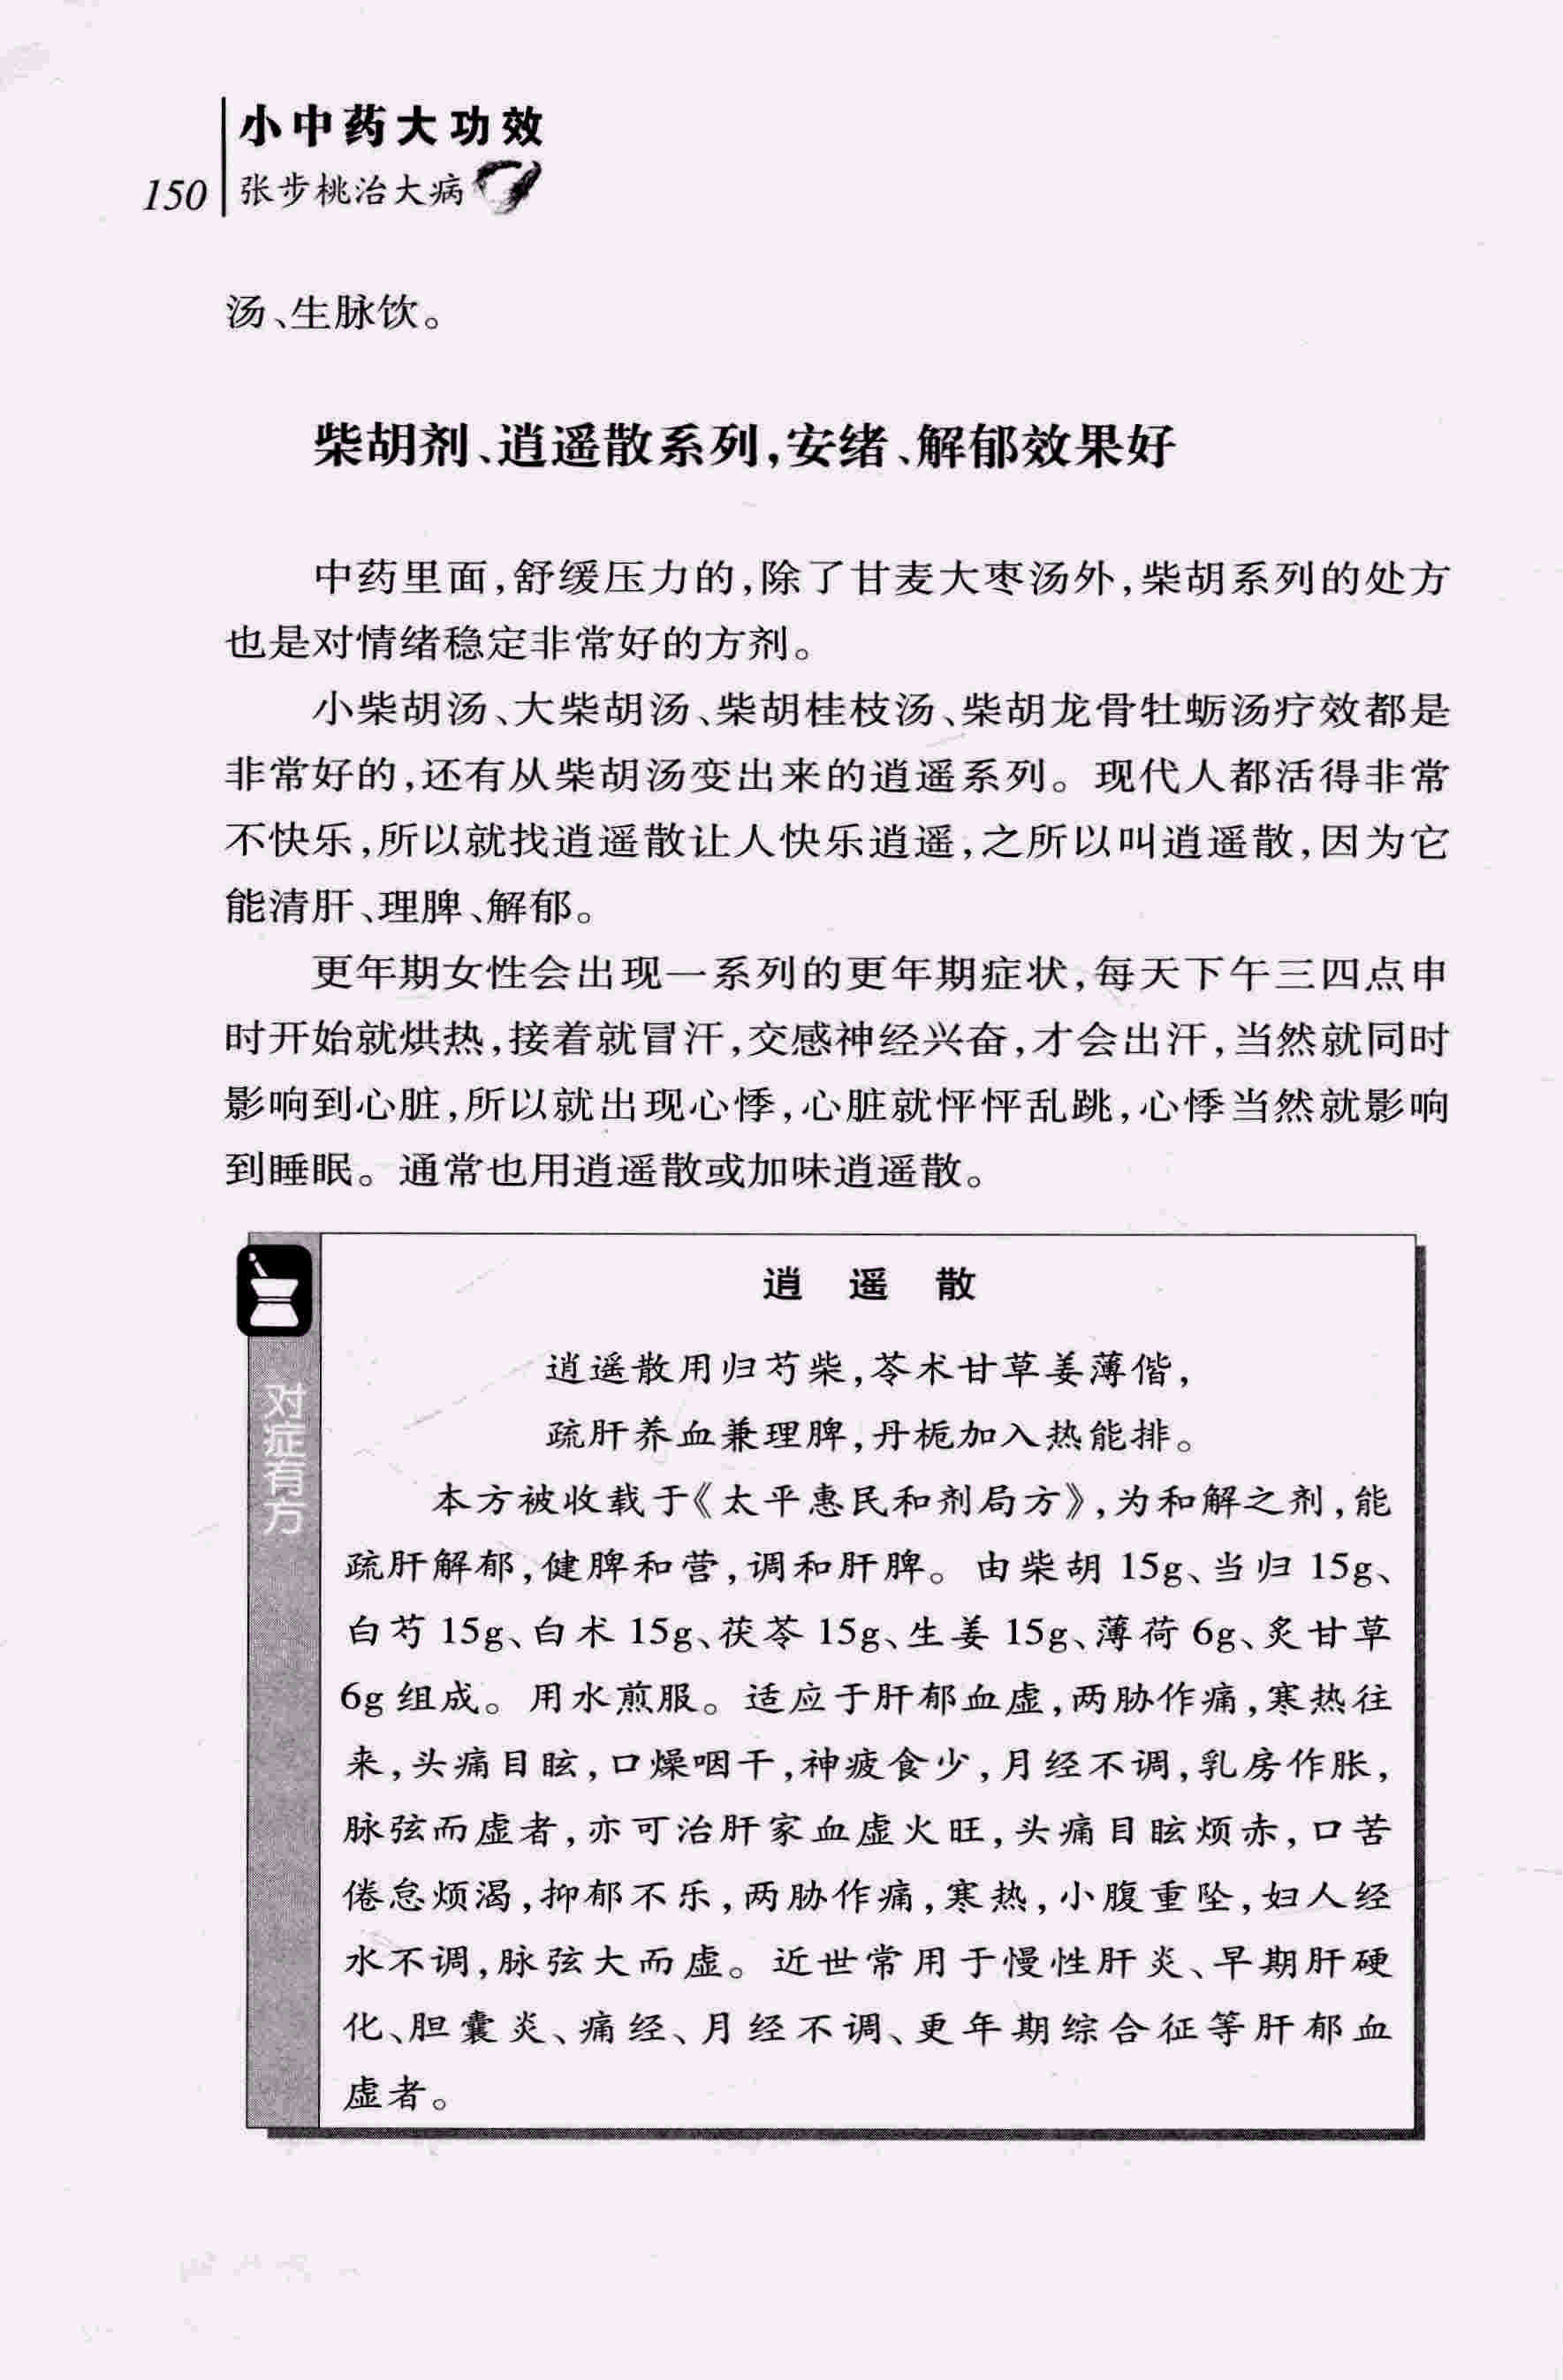 小中药大功效
150 张步桃治大病
汤、生脉饮。
柴胡剂、逍遥散系列,安绪、解郁效果好
中药里面,舒缓压力的,除了甘麦大枣汤外,柴胡系列的处方
也是对情绪稳定非常好的方剂。
小柴胡汤、大柴胡汤、柴胡桂枝汤、柴胡龙骨牡蛎汤疗效都是
非常好的,还有从柴胡汤变出来的逍遥系列。现代人都活得非常
不快乐,所以就找逍遥散让人快乐逍遥,之所以叫逍遥散,因为它
能清肝、理脾、解郁。
更年期女性会出现一系列的更年期症状,每天下午三四点申
时开始就烘热,接着就冒汗,交感神经兴奋,才会出汗,当然就同时
影响到心脏,所以就出现心悸,心脏就怦怦乱跳,心悸当然就影响
到睡眠。通常也用逍遥散或加味逍遥散。
对症有方
逍遥散
逍遥散用归芍柴,苓术甘草姜薄偕,
疏肝养血兼理脾,丹栀加入热能排。
本方被收载于《太平惠民和剂局方》,为和解之剂,能
疏肝解郁,健脾和营,调和肝脾。由柴胡 15g、当归 15g、
白芍 15g、白术 15g、茯苓 15g、生姜 15g、薄荷 6g、炙甘草
6g 组成。用水煎服。适应于肝郁血虚,两胁作痛,寒热往
来,头痛目眩,口燥咽干,神疲食少,月经不调,乳房作胀,
脉弦而虚者,亦可治肝家血虚火旺,头痛目眩烦赤,口苦
倦怠烦渴,抑郁不乐,两胁作痛,寒热,小腹重坠,妇人经
水不调,脉弦大而虚。近世常用于慢性肝炎、早期肝硬
化、胆囊炎、痛经、月经不调、更年期综合征等肝郁血
虚者。